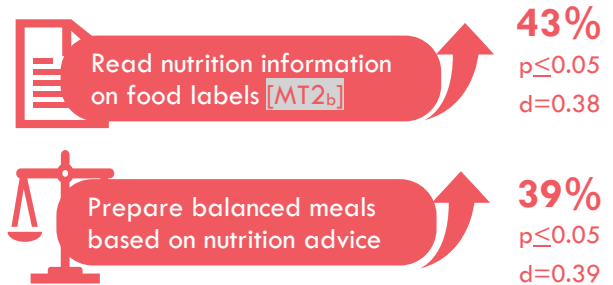 Read nutrition information
on food labels [MT2b]
43%
p≤0.05
d=0.38
Prepare balanced meals
based on nutrition advice
39%
p≤0.05
d=0.39